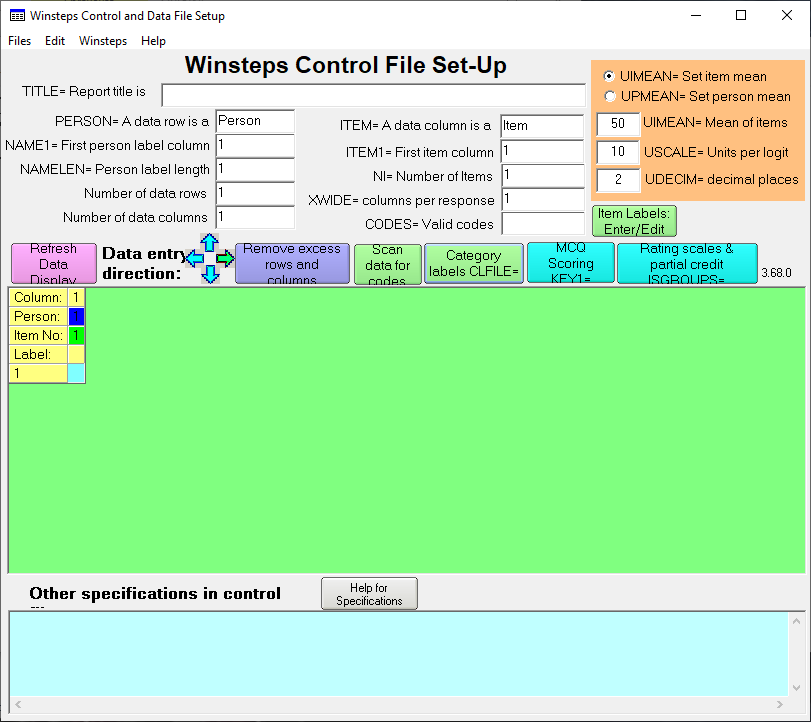 Winsteps Control and Data File Setup
Files Edit Winsteps Help
Winsteps Control File Set-Up
TITLE= Report title is
PERSON= A data row is a Person
NAME1= First person label column 1
NAMELEN= Person label length 1
Number of data rows 1
Number of data columns 1
ITEM= A data column is a Item
ITEM1= First item column 1
NI= Number of Items 1
XWIDE= columns per response 1
CODES= Valid codes
UIMEAN= Set item mean
UPMEAN= Set person mean
50 UIMEAN= Mean of items
10 USCALE= Units per logit
2 UDECIM= decimal places
Item Labels:
Enter/Edit
Refresh
Data
Display
Data entry
direction:
Remove excess
rows and
columns
Scan
data for
codes
Category
labels CLFILE=
MCQ
Scoring
KEY1=
Rating scales &
partial credit
ISGROUPS=
3.68.0
Column: 1
Person: 1
Item No: 1
Label:
1
Other specifications in control
Help for
Specifications